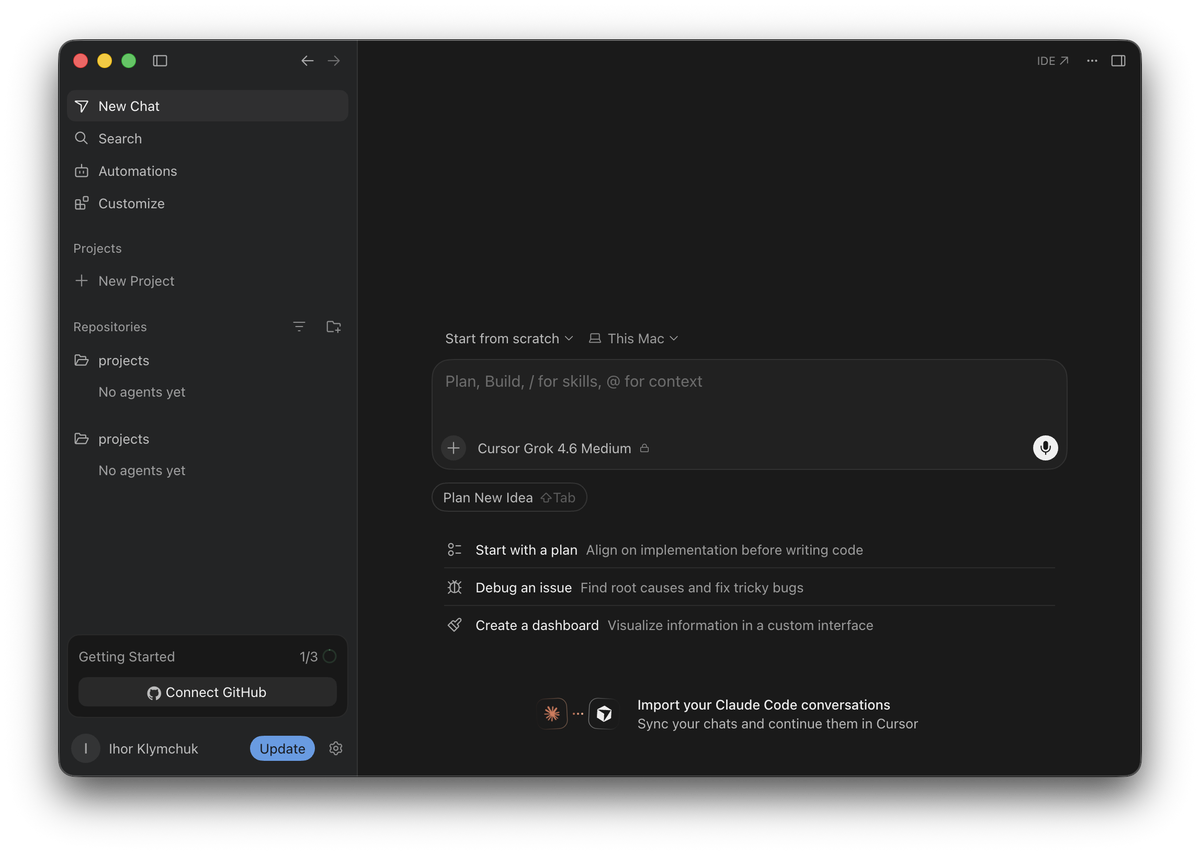 IDE
New Chat
Search
Automations
Customize
Projects
New Project
Repositories
projects
No agents yet
projects
No agents yet
Getting Started 1/3
Connect GitHub
I Ihor Klymchuk Update
Start from scratch This Mac
Plan, Build, / for skills, @ for context
Cursor Grok 4.6 Medium
Plan New Idea ⇧Tab
Start with a plan Align on implementation before writing code
Debug an issue Find root causes and fix tricky bugs
Create a dashboard Visualize information in a custom interface
Import your Claude Code conversations
Sync your chats and continue them in Cursor